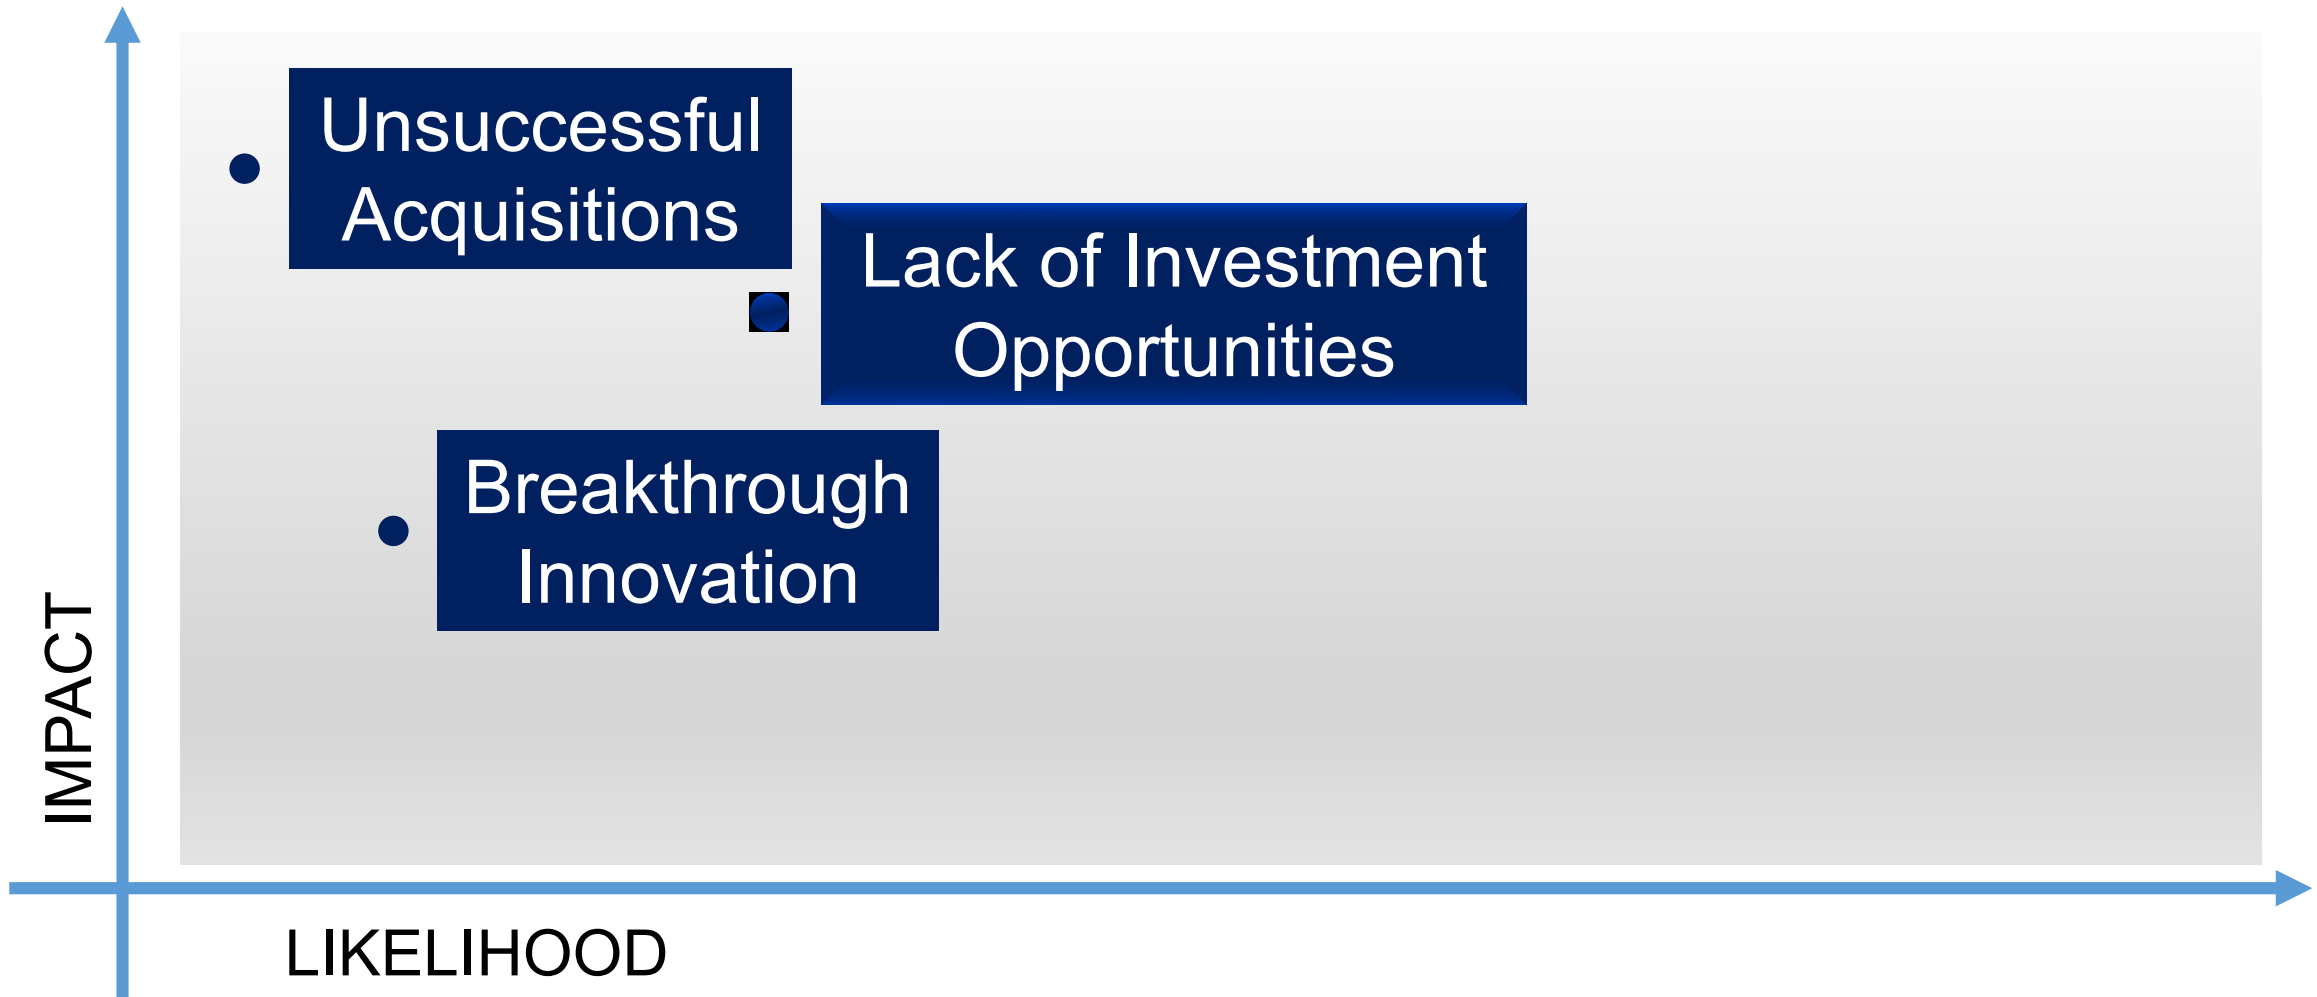 Unsuccessful
Acquisitions
Lack of Investment
Opportunities
Breakthrough
Innovation
IMPACT
LIKELIHOOD